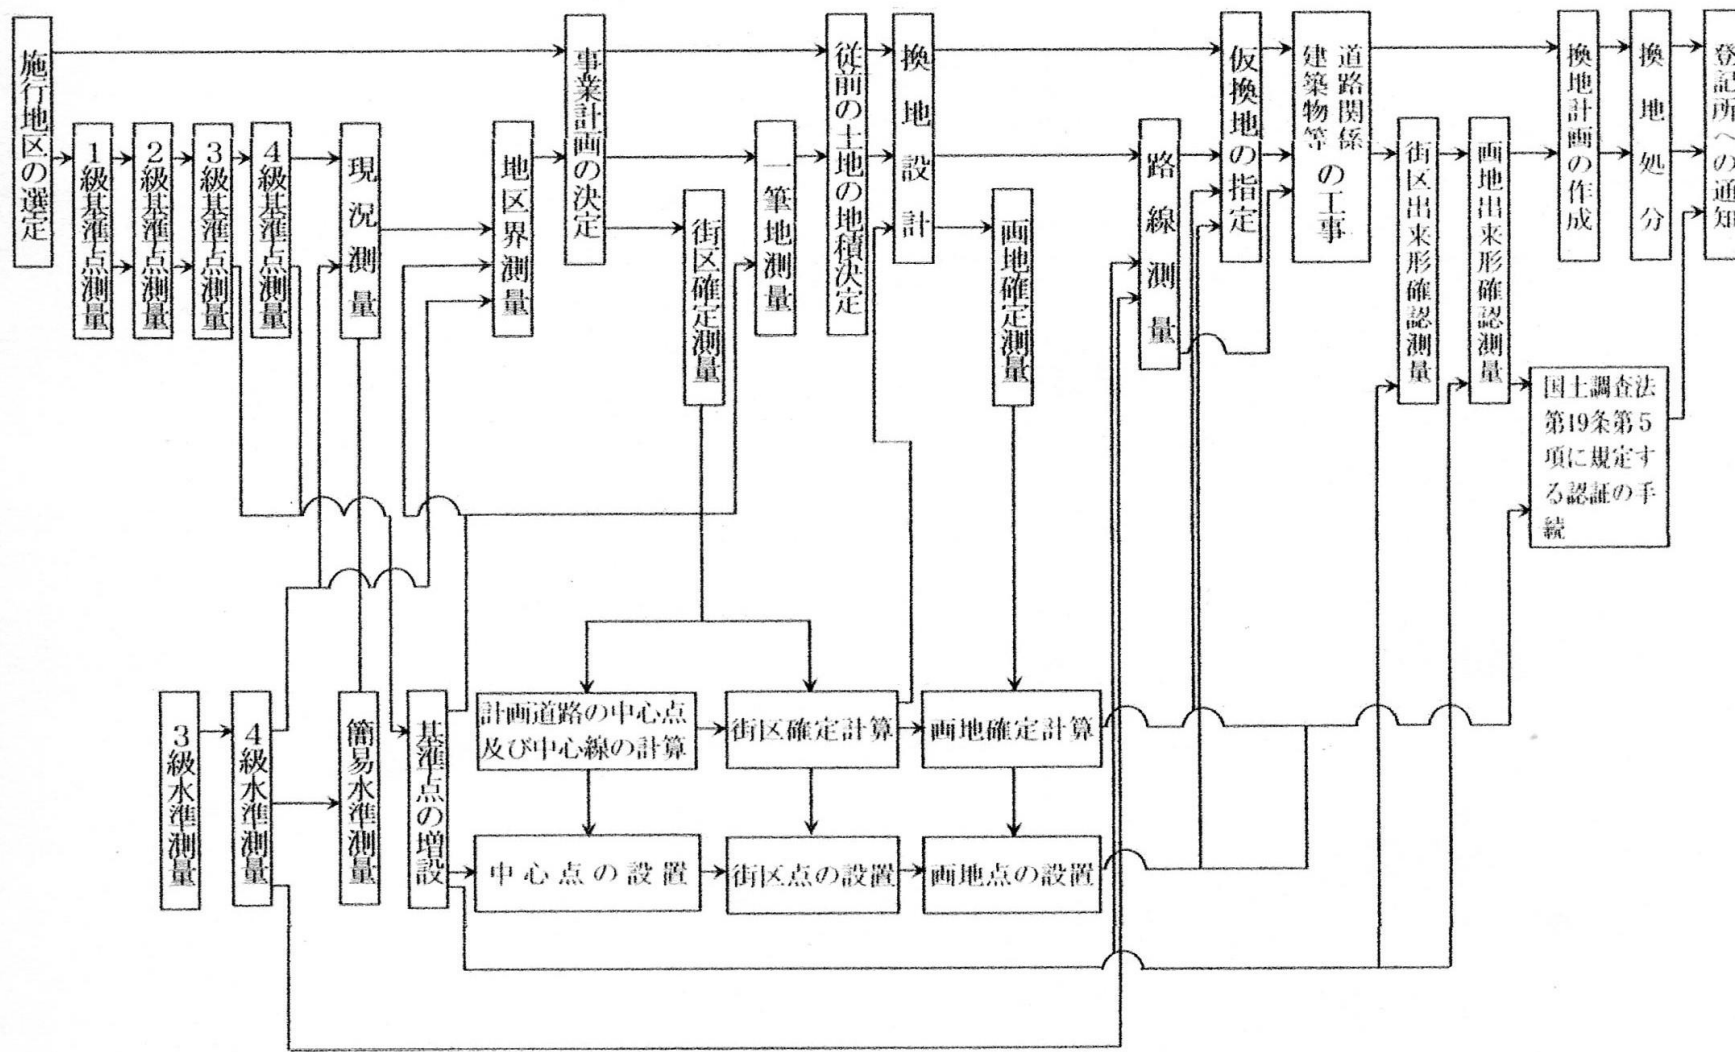 施行地区の選定
1級基準点測量
2級基準点測量
3級基準点測量
4級基準点測量
現況測量
地区界測量
事業計画の決定
街区確定測量
一筆地測量
従前の土地の地積決定
換地設計
画地確定測量
路線測量
仮換地の指定
道路関係
建築物等
の工事
街区出来形確認測量
画地出来形確認測量
換地計画の作成
換地処分
登記所への通知
国土調査法
第19条第5
項に規定す
る認証の手
続
3級水準測量
4級水準測量
簡易水準測量
基準点の増設
計画道路の中心点
及び中心線の計算
街区確定計算
画地確定計算
中心点の設置
街区点の設置
画地点の設置